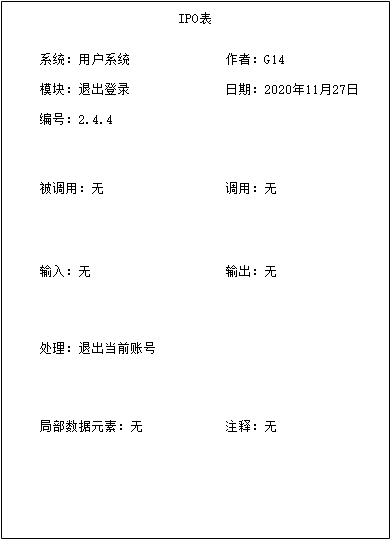 IPO表
系统：用户系统 作者：G14
模块：退出登录 日期：2020年11月27日
编号：2.4.4
被调用：无 调用：无
输入：无 输出：无
处理：退出当前账号
局部数据元素：无 注释：无